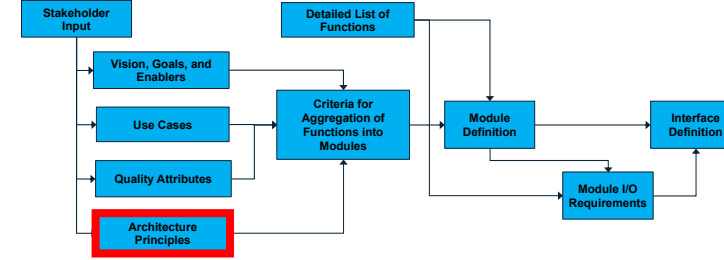 Stakeholder
Input
Detailed List of
Functions
Vision, Goals, and
Enablers
Use Cases
Quality Attributes
Architecture
Principles
Criteria for
Aggregation of
Functions into
Modules
Module
Definition
Interface
Definition
Module I/O
Requirements